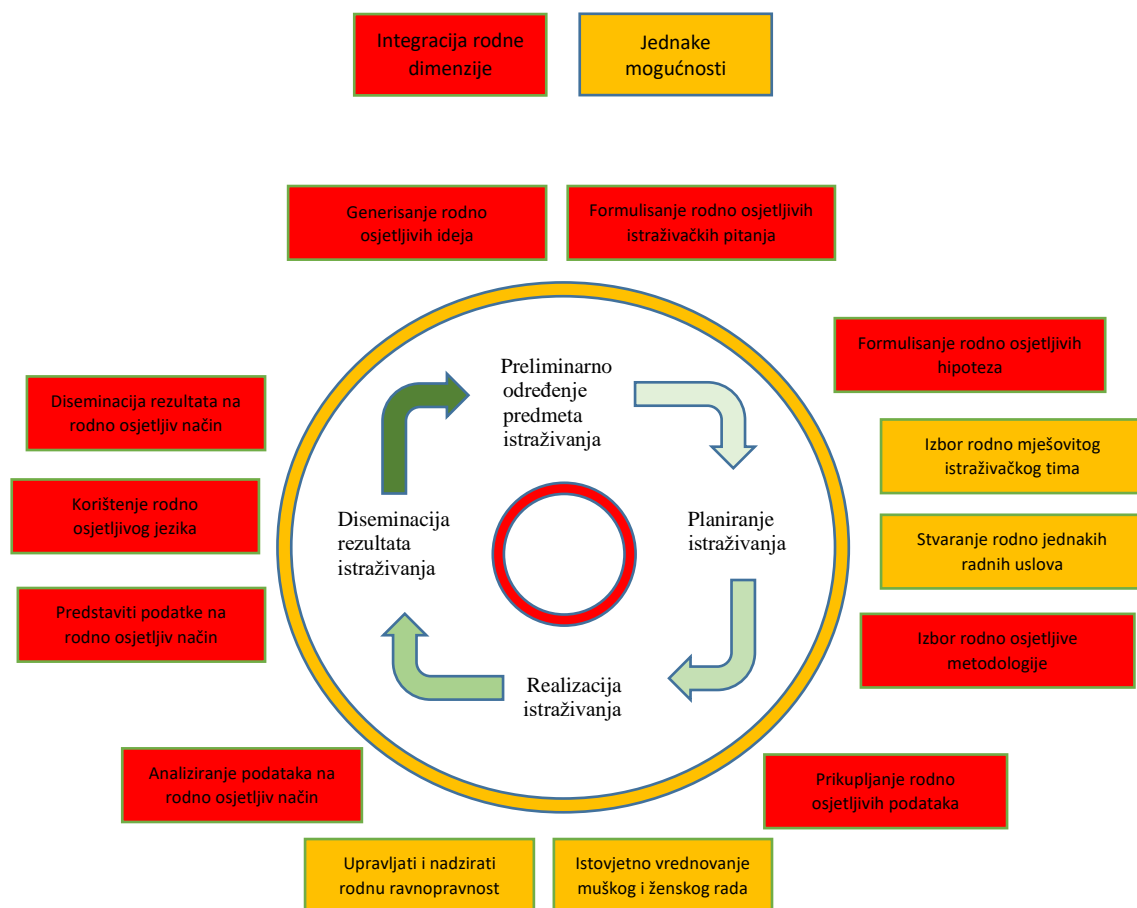 Integracija rodne
dimenzije
Jednake
mogućnosti
Generisanje rodno
osjetljivih ideja
Formulisanje rodno osjetljivih
istraživačkih pitanja
Formulisanje rodno osjetljivih
hipoteza
Izbor rodno mješovitog
istraživačkog tima
Stvaranje rodno jednakih
radnih uslova
Izbor rodno osjetljive
metodologije
Prikupljanje rodno
osjetljivih podataka
Istovjetno vrednovanje
muškog i ženskog rada
Upravljati i nadzirati
rodnu ravnopravnost
Analiziranje podataka na
rodno osjetljiv način
Predstaviti podatke na
rodno osjetljiv način
Korištenje rodno
osjetljivog jezika
Diseminacija rezultata na
rodno osjetljiv način
Preliminarno
određenje
predmeta
istraživanja
Planiranje
istraživanja
Realizacija
istraživanja
Diseminacija
rezultata
istraživanja